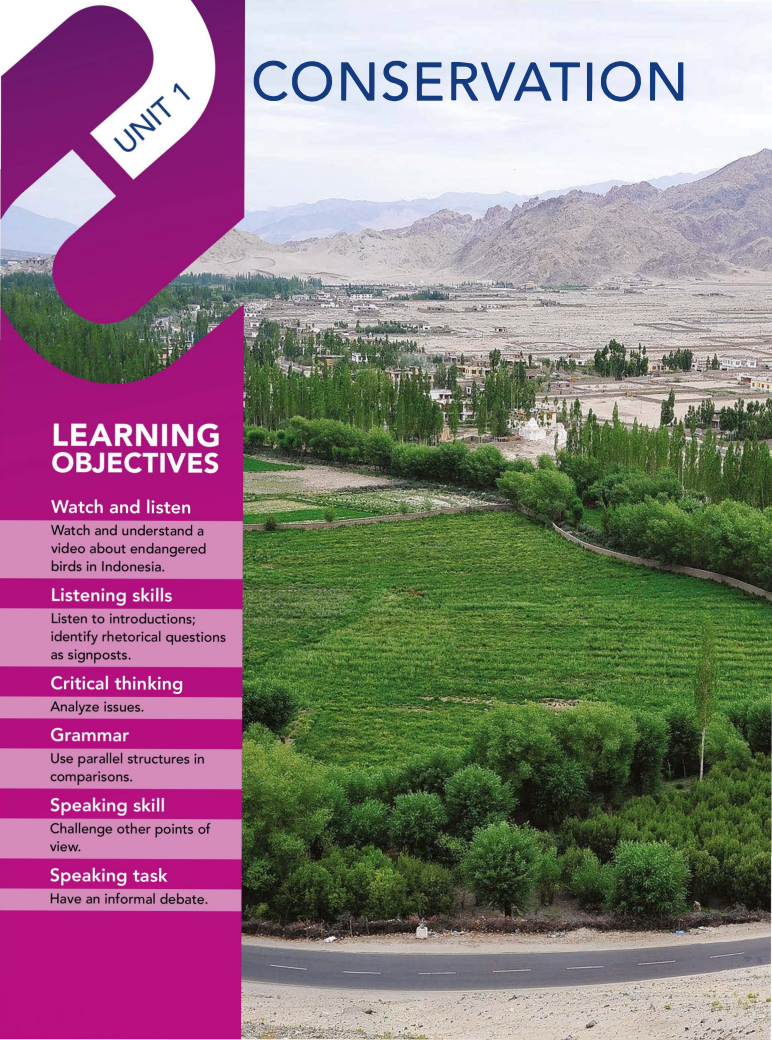 UNIT 1
CONSERVATION
LEARNING
OBJECTIVES
Watch and listen
Watch and understand a
video about endangered
birds in Indonesia.
Listening skills
Listen to introductions;
identify rhetorical questions
as signposts.
Critical thinking
Analyze issues.
Grammar
Use parallel structures in
comparisons.
Speaking skill
Challenge other points of
view.
Speaking task
Have an informal debate.